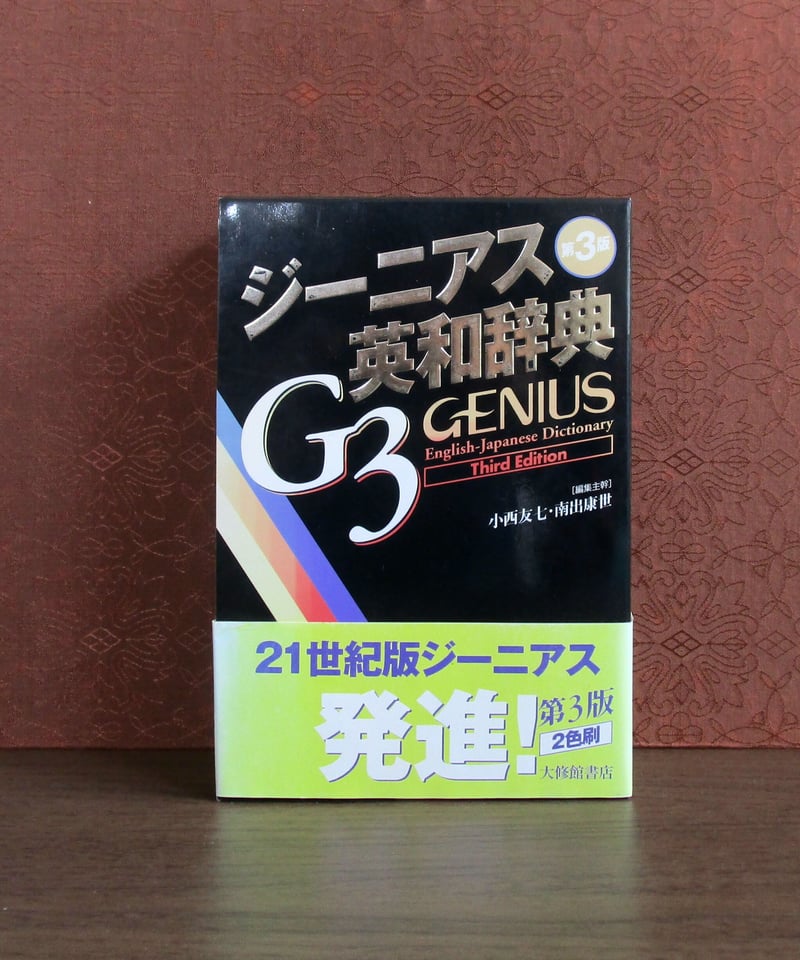 第3版
ジーニアス
英和辞典
G3
GENIUS
English-Japanese Dictionary
Third Edition
[編集主幹]
小西友七・南出康世
21世紀版ジーニアス
発進!
第3版
2色刷
大修館書店